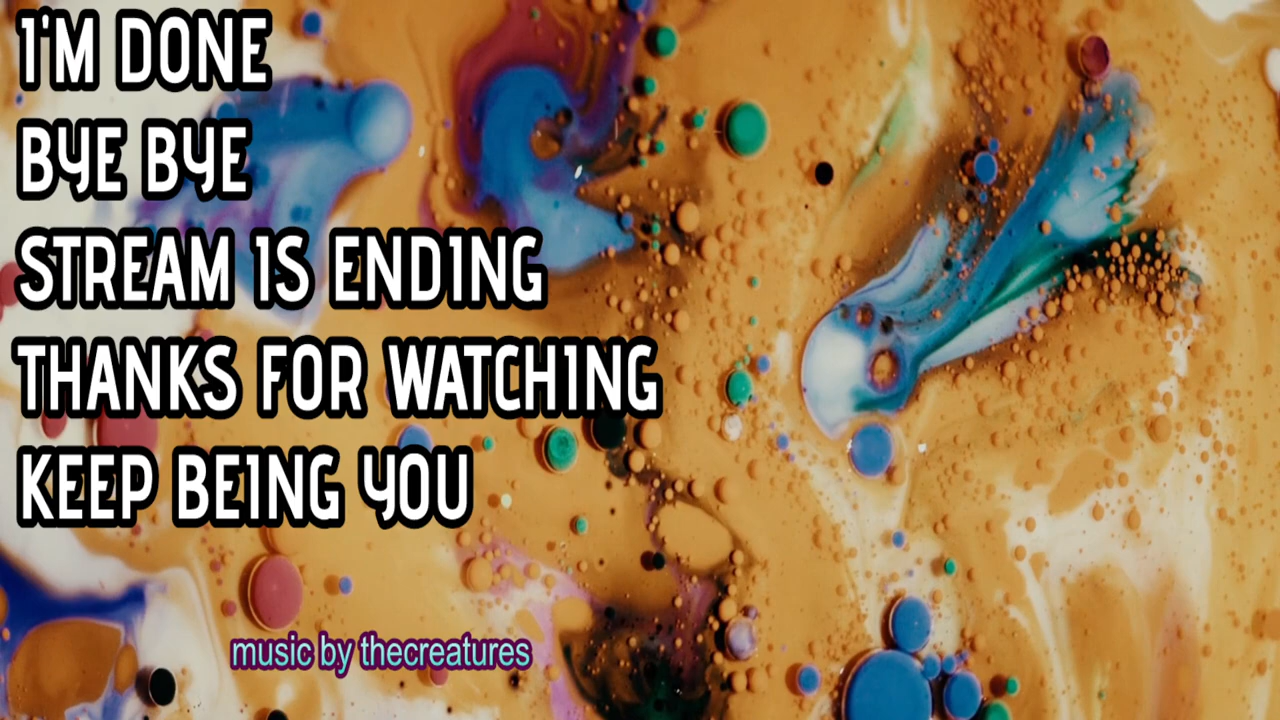 I'M DONE
BYE BYE
STREAM IS ENDING
THANKS FOR WATCHING
KEEP BEING YOU
music by thecreatures